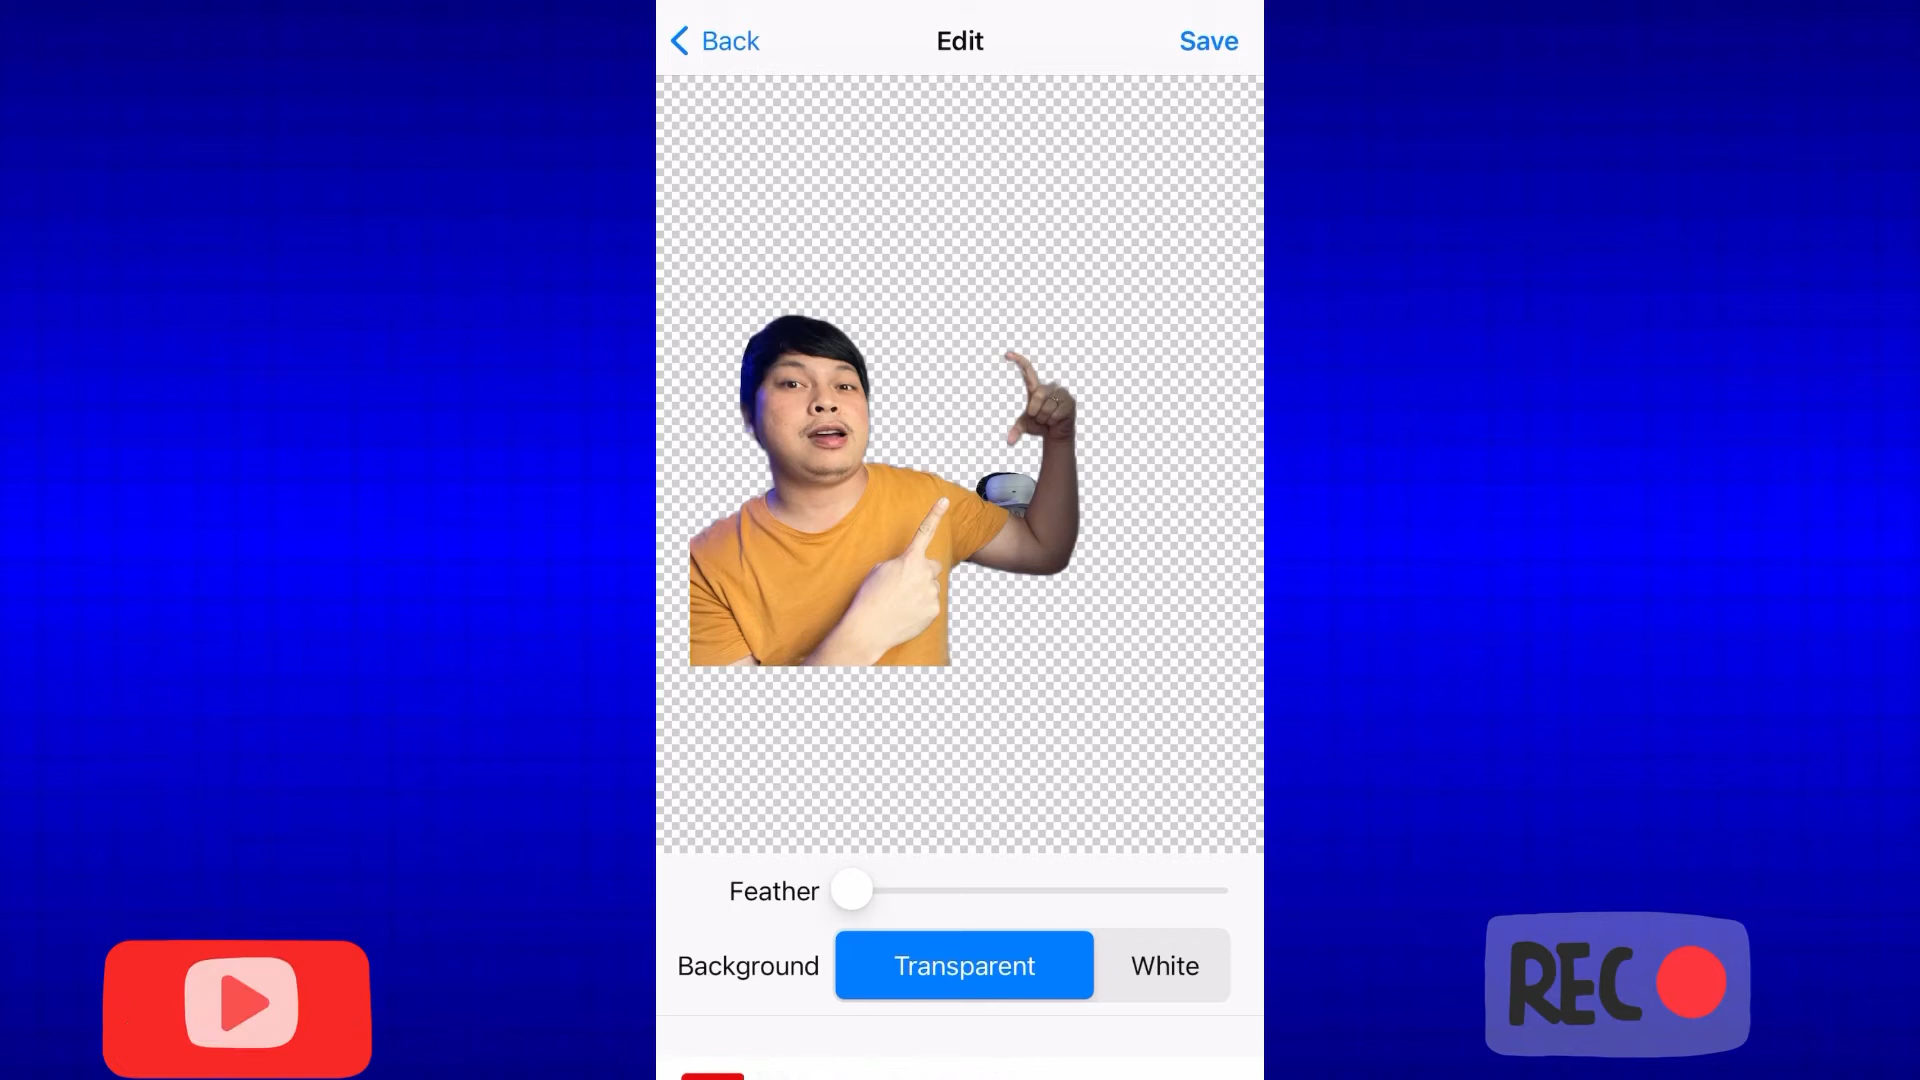 Back
Edit
Save
Feather
Background
Transparent
White
REC